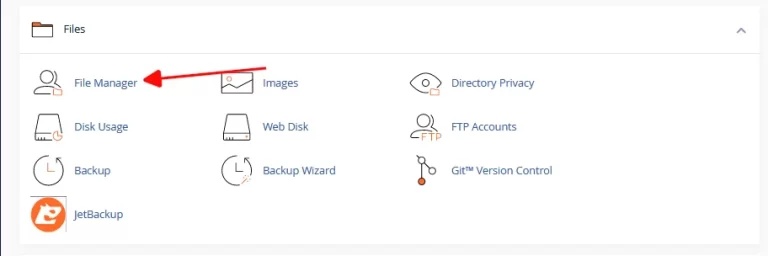 Files
File Manager
Images
Directory Privacy
Disk Usage
Web Disk
FTP Accounts
FTP
Backup
Backup Wizard
Git™ Version Control
JetBackup